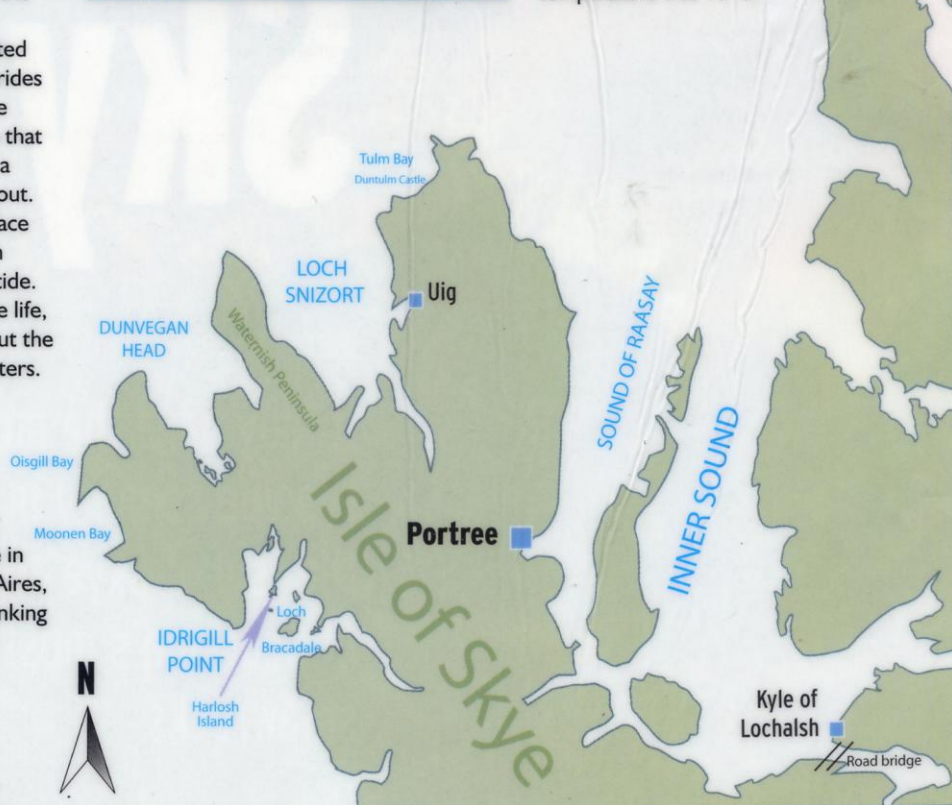 ted
rides
e
that
a
out.
ace
n
cide.
e life,
ut the
ters.
e in
Aires,
nking
Tulm Bay
Duntulm Castle
LOCH
SNIZORT
Uig
DUNVEGAN
HEAD
Waternish Peninsula
SOUND OF RAASAY
INNER SOUND
Oisgill Bay
Moonen Bay
Isle of Skye
Portree
Loch
Bracadale
IDRIGILL
POINT
Harlosh
Island
N
Kyle of
Lochalsh
Road bridge